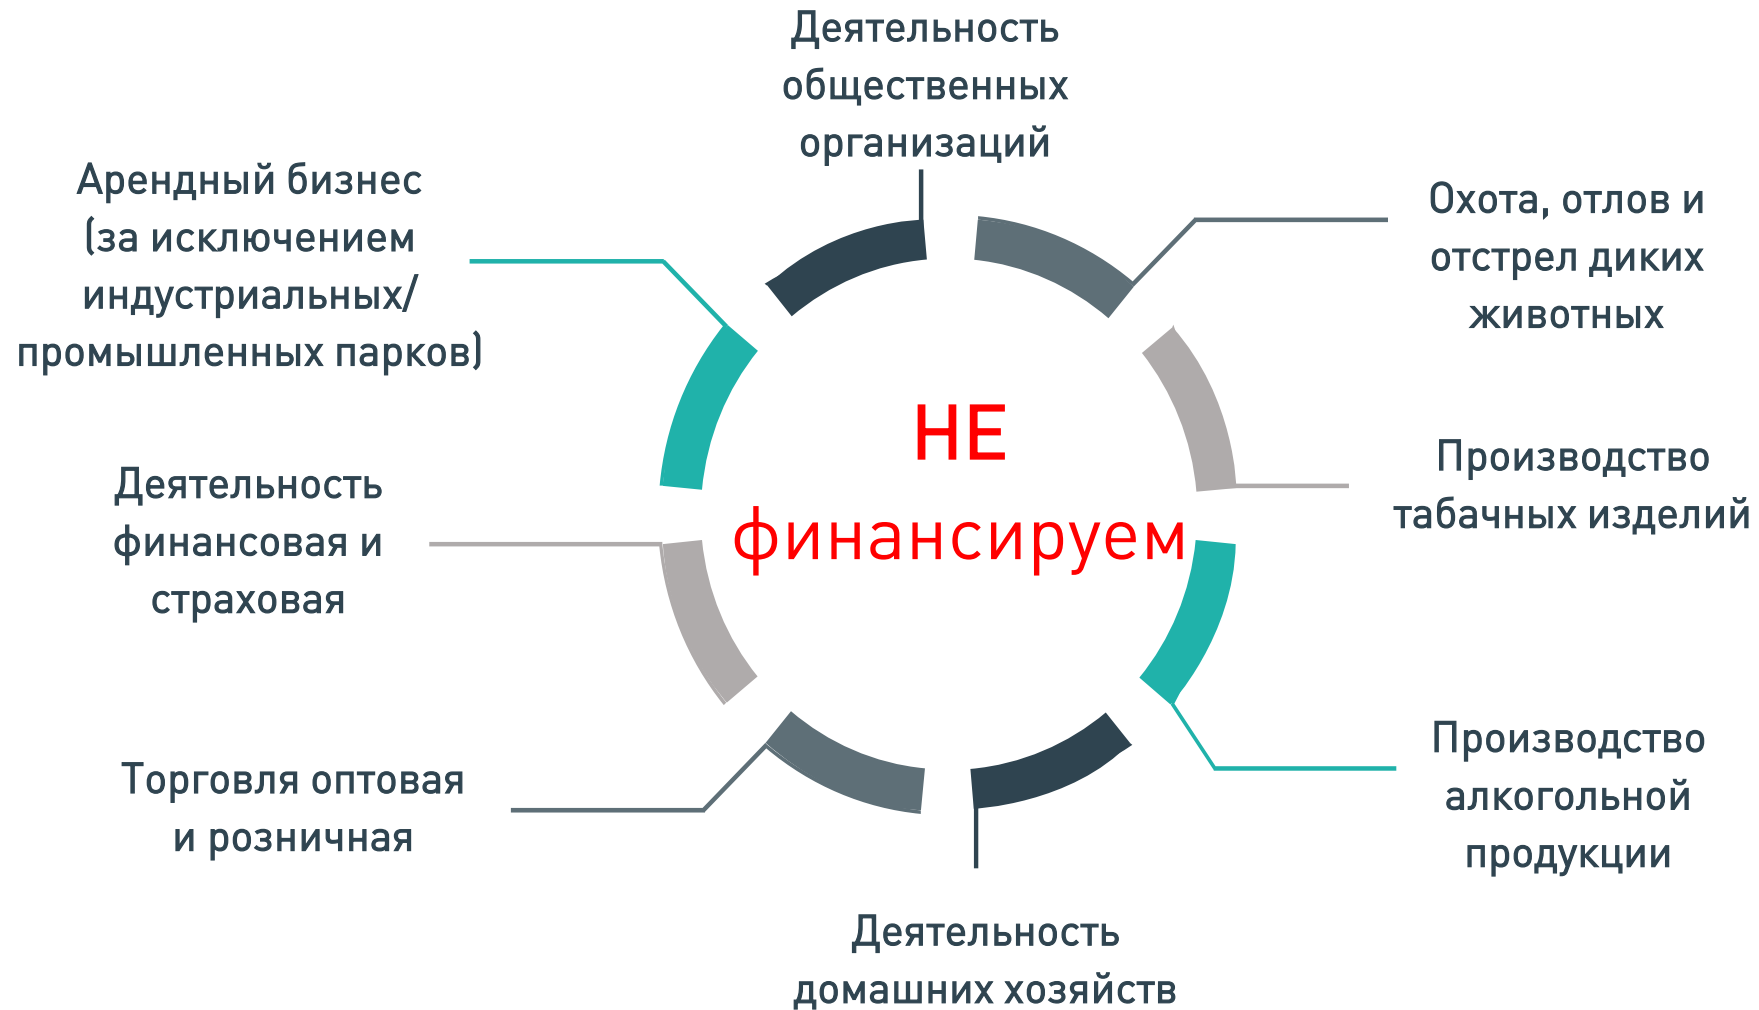 Деятельность
общественных
организаций
Арендный бизнес
(за исключением
индустриальных/
промышленных парков)
Охота, отлов и
отстрел диких
животных
НЕ
финансируем
Деятельность
финансовая и
страховая
Производство
табачных изделий
Торговля оптовая
и розничная
Производство
алкогольной
продукции
Деятельность
домашних хозяйств